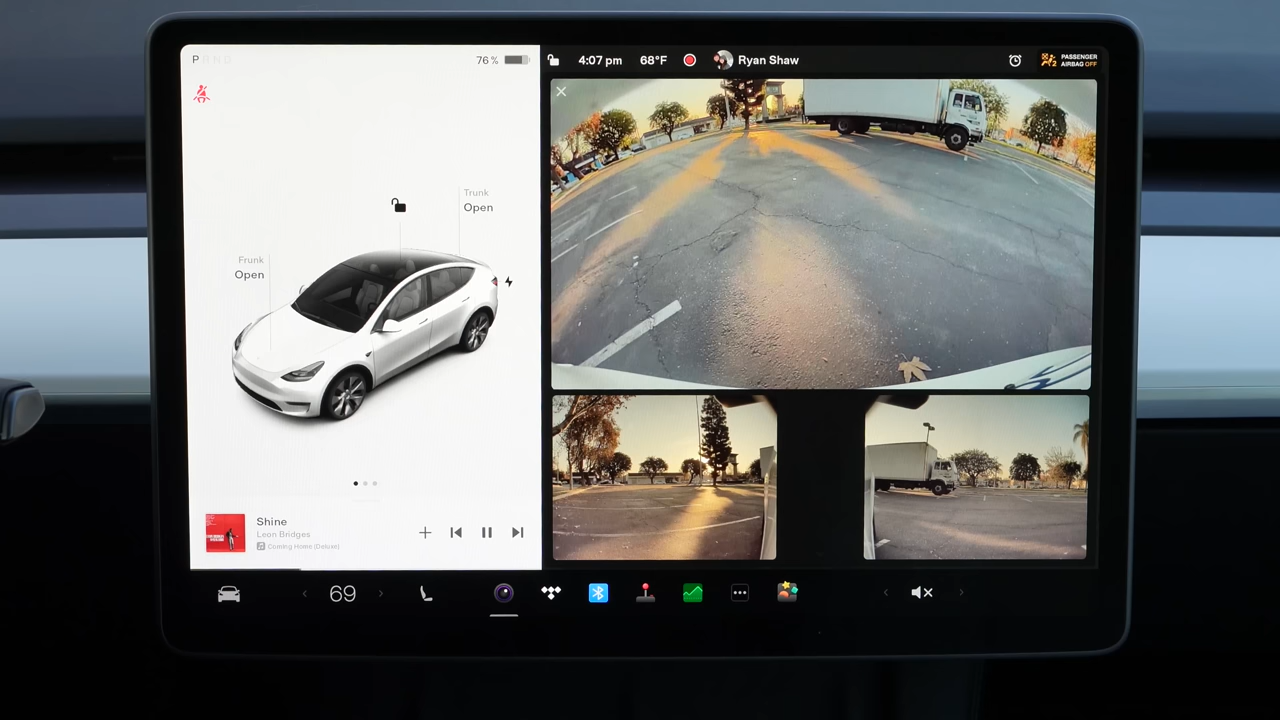 P R N D
76 %
4:07 pm
68°F
Ryan Shaw
2
PASSENGER
AIRBAG OFF
Trunk
Open
Frunk
Open
Shine
Leon Bridges
Coming Home (Deluxe)
69